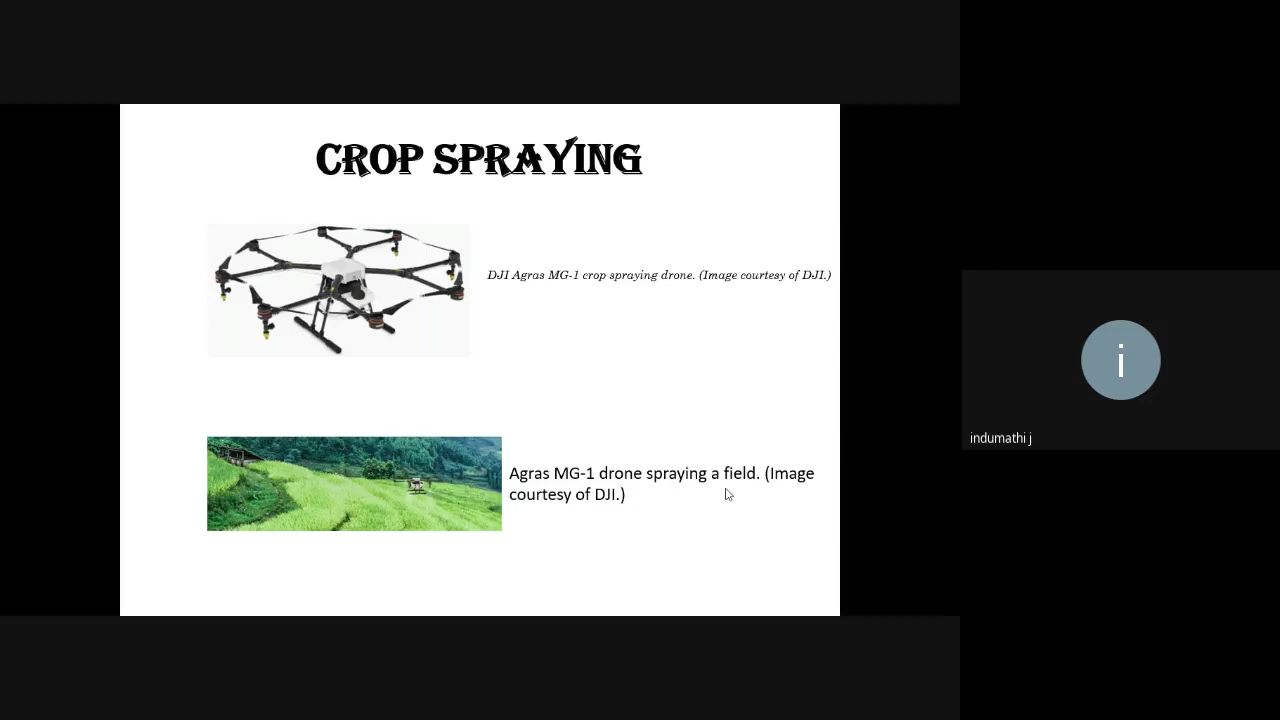 CROP SPRAYING
DJI Agras MG-1 crop spraying drone. (Image courtesy of DJI.)
Agras MG-1 drone spraying a field. (Image
courtesy of DJI.)
i
indumathi j